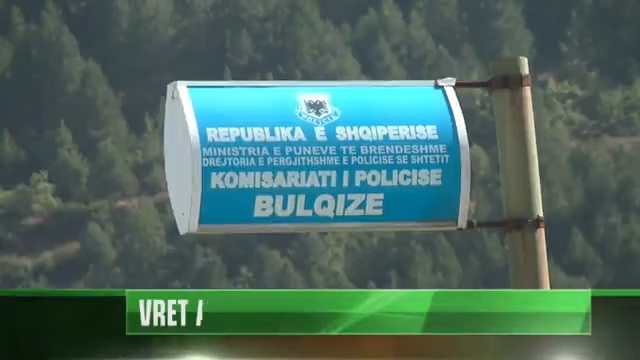 REPUBLIKA E SHQIPERISE
MINISTRIA E PUNEVE TE BRENDESHME
DREJTORIA E PERGJITHSHME E POLICISE SE SHTETIT
KOMISARIATI I POLICISE
BULQIZE
VRET